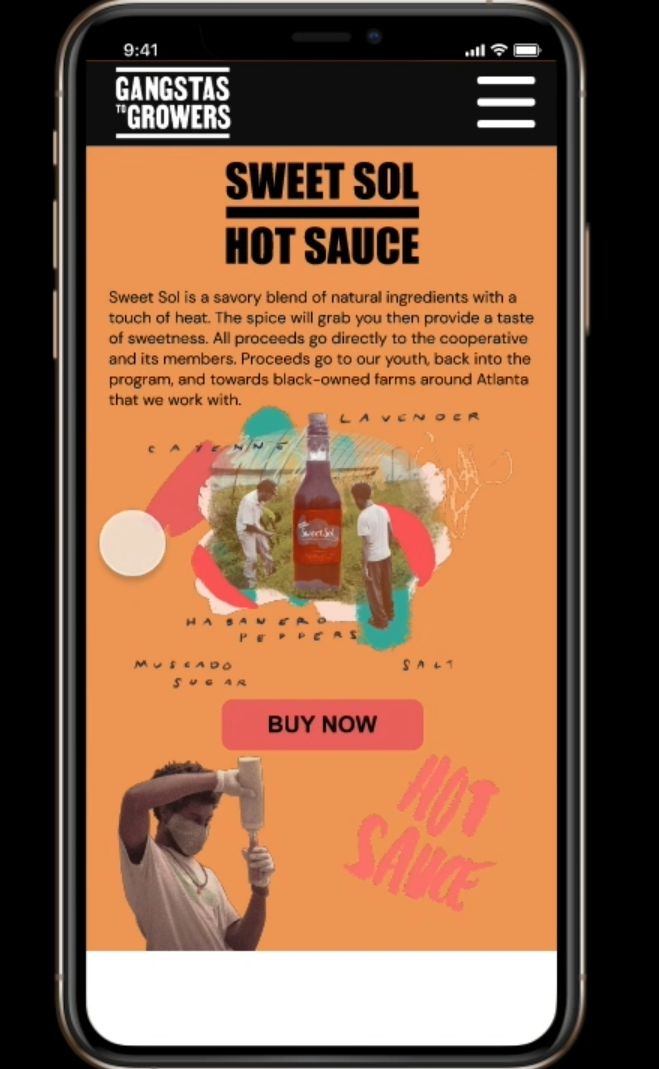 9:41
GANGSTAS
TO GROWERS
SWEET SOL
HOT SAUCE
Sweet Sol is a savory blend of natural ingredients with a
touch of heat. The spice will grab you then provide a taste
of sweetness. All proceeds go directly to the cooperative
and its members. Proceeds go to our youth, back into the
program, and towards black-owned farms around Atlanta
that we work with.
LAVENDER
CAYENNE
Sweet Sol
HABANERO
PEPPERS
MUSCADO
SUGAR
SALT
BUY NOW
HOT
SAUCE